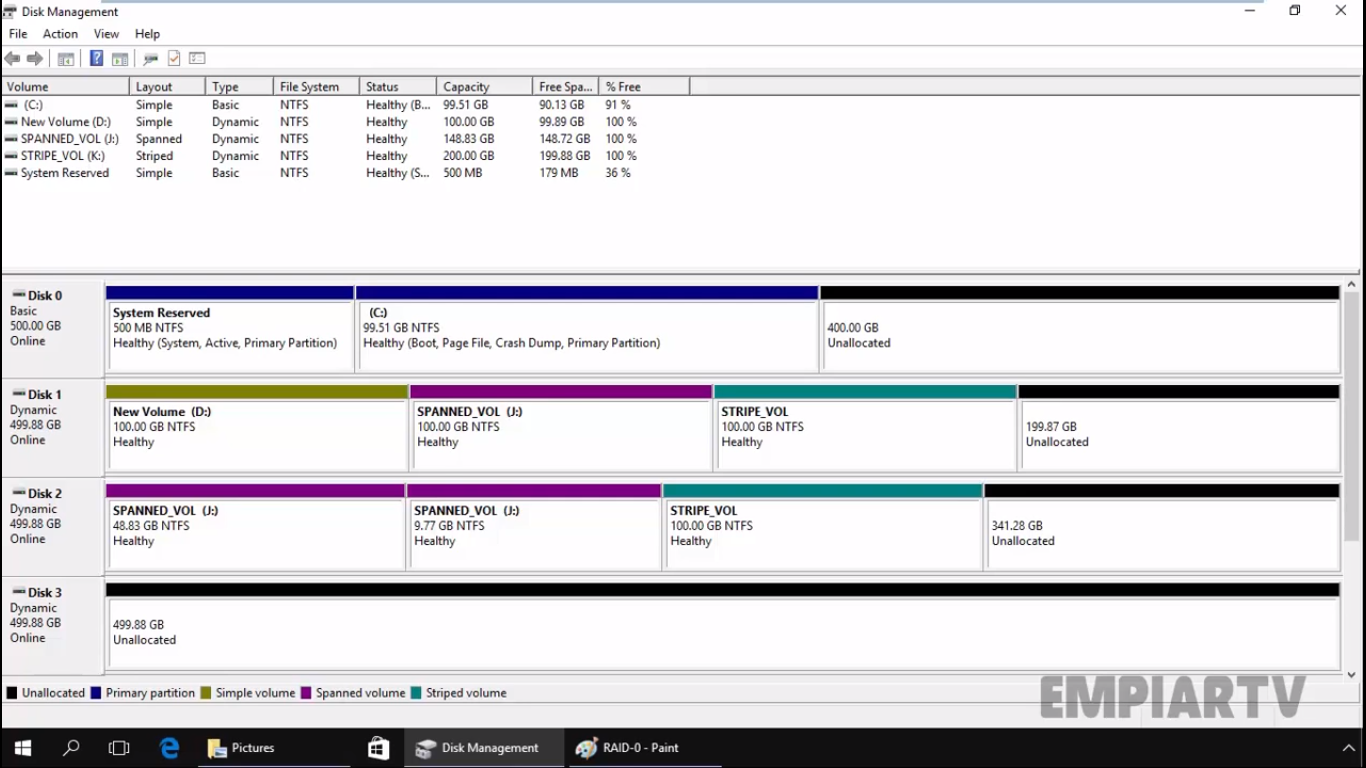 Disk Management
File Action View Help
Volume Layout Type File System Status Capacity Free Spa... % Free
(C:) Simple Basic NTFS Healthy (B... 99.51 GB 90.13 GB 91 %
New Volume (D:) Simple Dynamic NTFS Healthy 100.00 GB 99.89 GB 100 %
SPANNED_VOL (J:) Spanned Dynamic NTFS Healthy 148.83 GB 148.72 GB 100 %
STRIPE_VOL (K:) Striped Dynamic NTFS Healthy 200.00 GB 199.88 GB 100 %
System Reserved Simple Basic NTFS Healthy (S... 500 MB 179 MB 36 %
Disk 0
Basic
500.00 GB
Online
System Reserved
500 MB NTFS
Healthy (System, Active, Primary Partition)
(C:)
99.51 GB NTFS
Healthy (Boot, Page File, Crash Dump, Primary Partition)
400.00 GB
Unallocated
Disk 1
Dynamic
499.88 GB
Online
New Volume (D:)
100.00 GB NTFS
Healthy
SPANNED_VOL (J:)
100.00 GB NTFS
Healthy
STRIPE_VOL
100.00 GB NTFS
Healthy
199.87 GB
Unallocated
Disk 2
Dynamic
499.88 GB
Online
SPANNED_VOL (J:)
48.83 GB NTFS
Healthy
SPANNED_VOL (J:)
9.77 GB NTFS
Healthy
STRIPE_VOL
100.00 GB NTFS
Healthy
341.28 GB
Unallocated
Disk 3
Dynamic
499.88 GB
Online
499.88 GB
Unallocated
Unallocated Primary partition Simple volume Spanned volume Striped volume
EMPIARTV
Pictures Disk Management RAID-0 - Paint